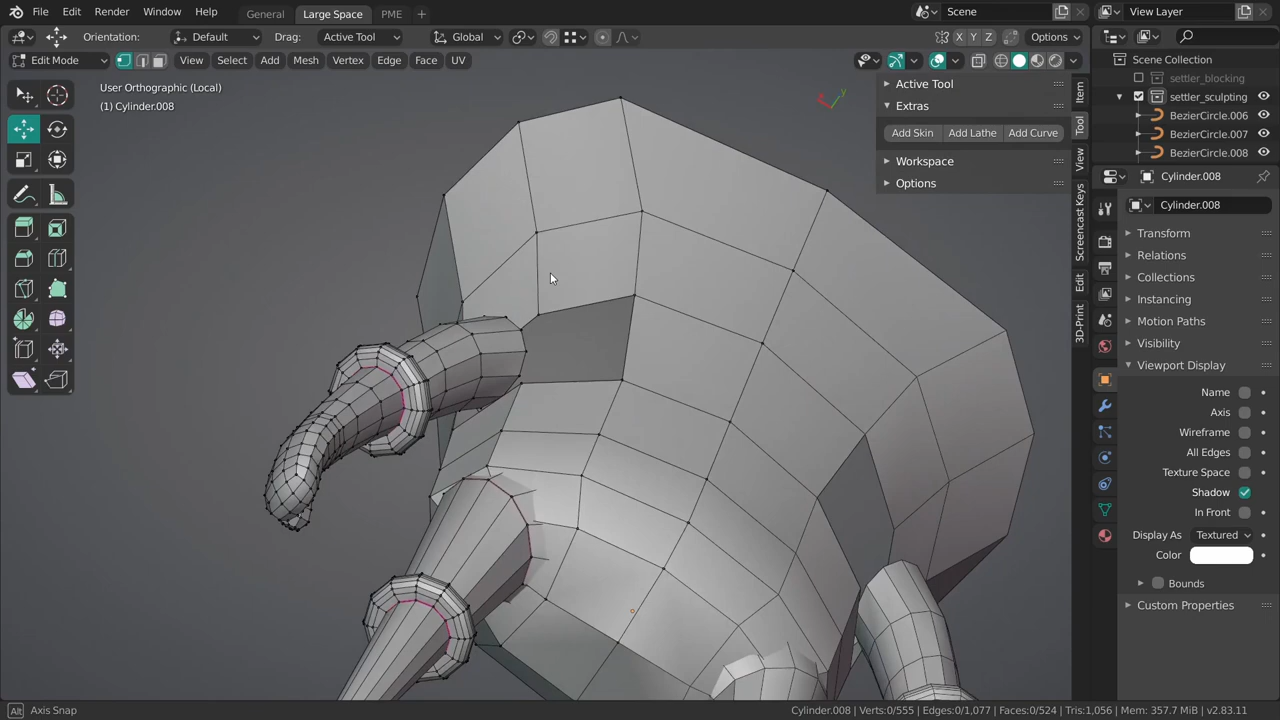 File Edit Render Window Help General Large Space PME + Scene View Layer
Orientation: Default Drag: Active Tool Global X Y Z Options
Edit Mode View Select Add Mesh Vertex Edge Face UV
User Orthographic (Local)
(1) Cylinder.008
Active Tool
Extras
Add Skin Add Lathe Add Curve
Workspace
Options
Item
Tool
View
Screencast Keys
Edit
3D-Print
Scene Collection
settler_blocking
settler_sculpting
BezierCircle.006
BezierCircle.007
BezierCircle.008
Cylinder.008
Cylinder.008
Transform
Relations
Collections
Instancing
Motion Paths
Visibility
Viewport Display
Name
Axis
Wireframe
All Edges
Texture Space
Shadow
In Front
Display As Textured
Color
Bounds
Custom Properties
Alt Axis Snap Cylinder.008 | Verts:0/555 | Edges:0/1,077 | Faces:0/524 | Tris:1,056 | Mem: 357.7 MiB | v2.83.11